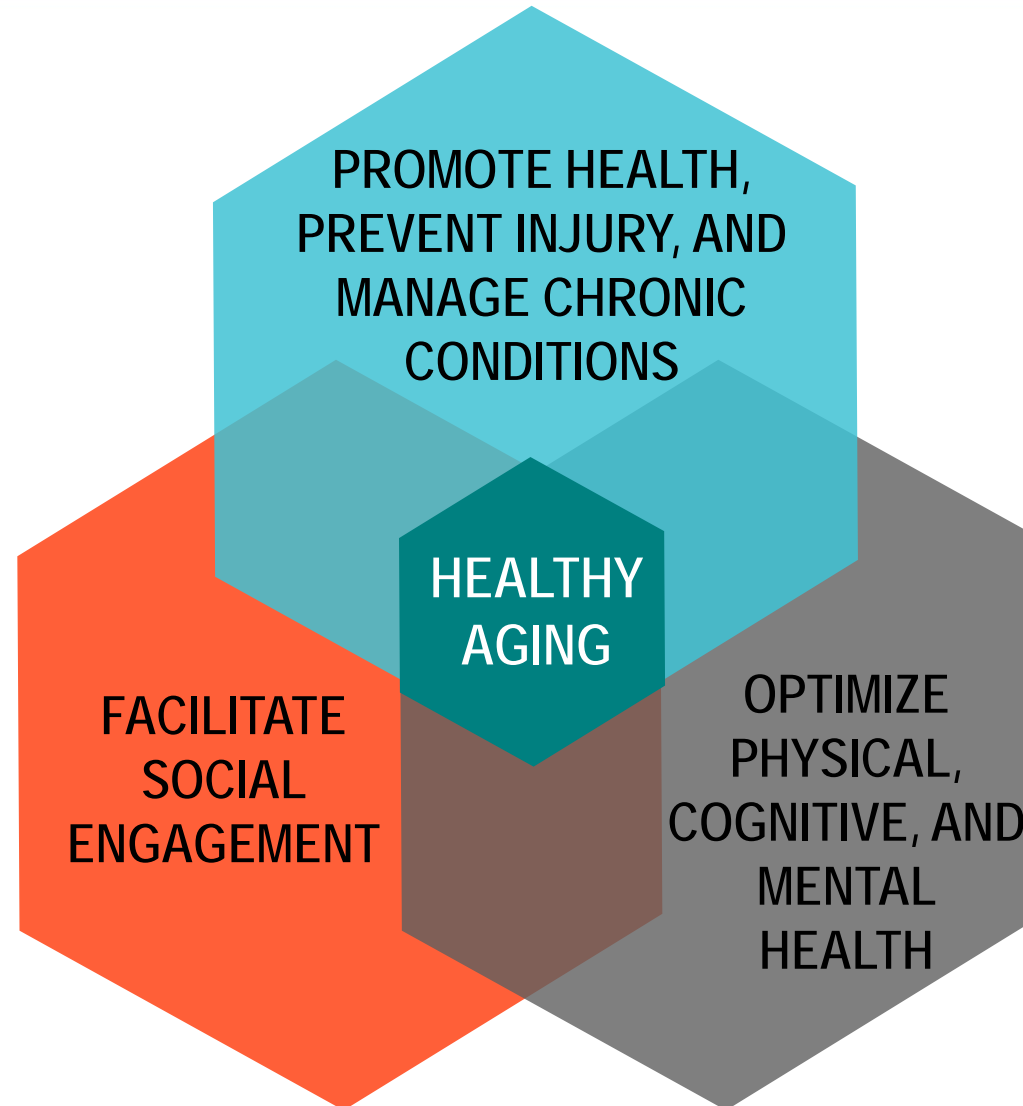 PROMOTE HEALTH,
PREVENT INJURY, AND
MANAGE CHRONIC
CONDITIONS
HEALTHY
AGING
FACILITATE
SOCIAL
ENGAGEMENT
OPTIMIZE
PHYSICAL,
COGNITIVE, AND
MENTAL
HEALTH